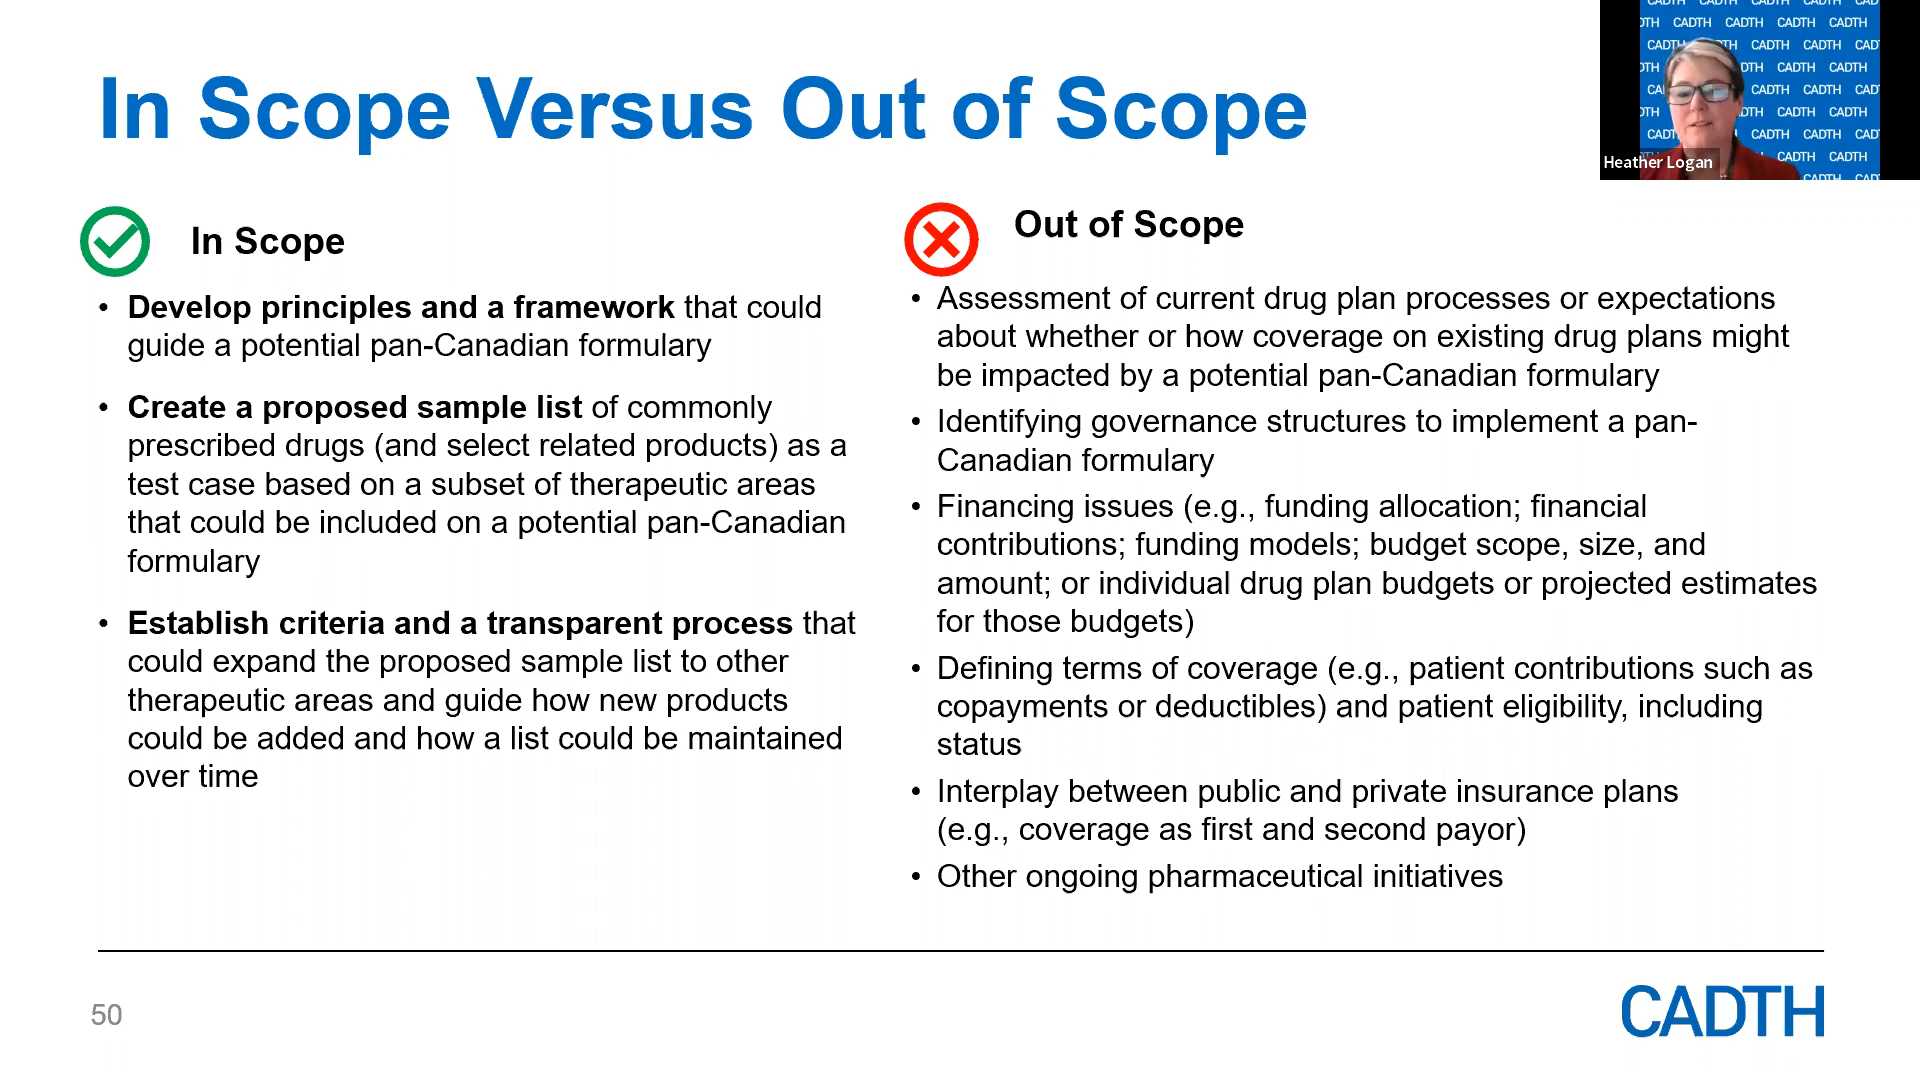 In Scope Versus Out of Scope
In Scope
• Develop principles and a framework that could
guide a potential pan-Canadian formulary
• Create a proposed sample list of commonly
prescribed drugs (and select related products) as a
test case based on a subset of therapeutic areas
that could be included on a potential pan-Canadian
formulary
• Establish criteria and a transparent process that
could expand the proposed sample list to other
therapeutic areas and guide how new products
could be added and how a list could be maintained
over time
Out of Scope
• Assessment of current drug plan processes or expectations
about whether or how coverage on existing drug plans might
be impacted by a potential pan-Canadian formulary
• Identifying governance structures to implement a pan-
Canadian formulary
• Financing issues (e.g., funding allocation; financial
contributions; funding models; budget scope, size, and
amount; or individual drug plan budgets or projected estimates
for those budgets)
• Defining terms of coverage (e.g., patient contributions such as
copayments or deductibles) and patient eligibility, including
status
• Interplay between public and private insurance plans
(e.g., coverage as first and second payor)
• Other ongoing pharmaceutical initiatives
50
CADTH
CADTH CADTH CADTH CADTH
Heather Logan